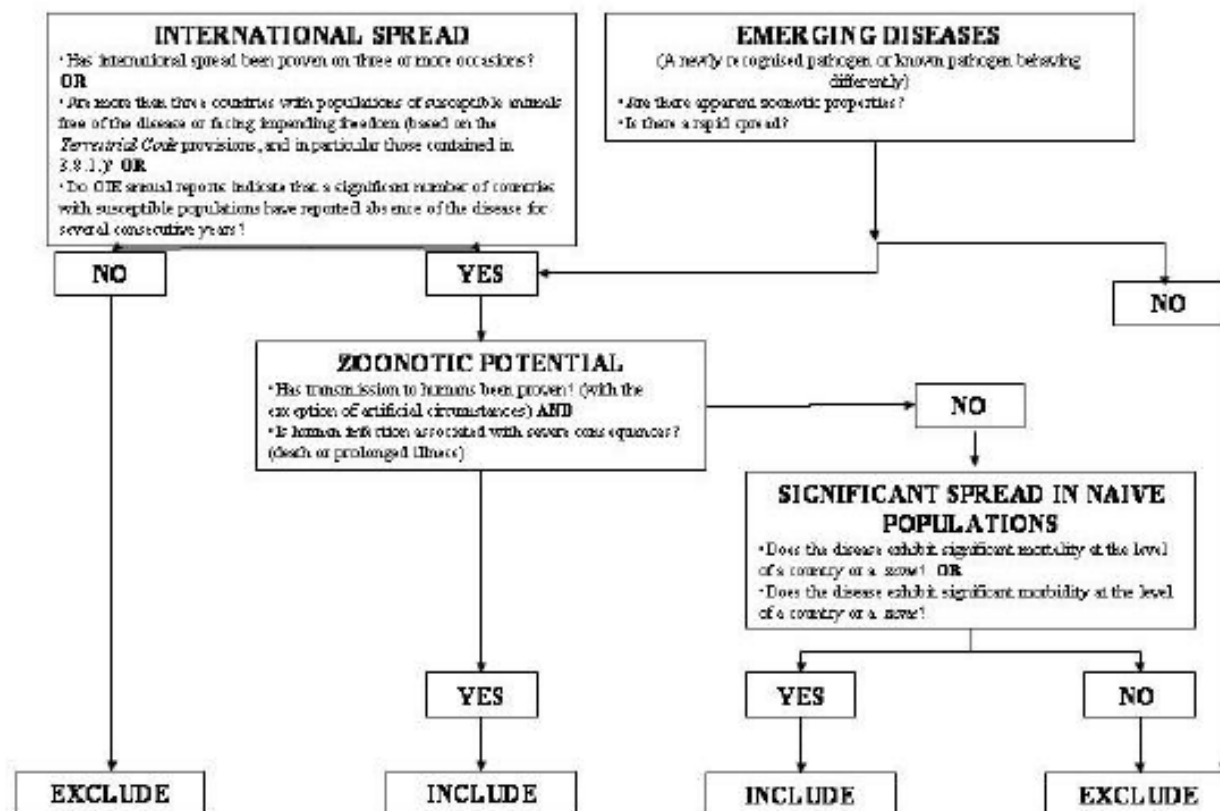 INTERNATIONAL SPREAD
• Has international spread been proven on three or more occasions?
OR
• Are more than three countries with populations of susceptible animals
free of the disease or facing impending freedom (based on the
Terrestrial Code provisions, and in particular those contained in
3.8.1.)? OR
• Do OIE annual reports indicate that a significant number of countries
with susceptible populations have reported absence of the disease for
several consecutive years?
EMERGING DISEASES
(A newly recognised pathogen or known pathogen behaving
differently)
• Are there apparent zoonotic properties?
• Is there a rapid spread?
NO
YES
NO
ZOONOTIC POTENTIAL
• Has transmission to humans been proven? (with the
exception of artificial circumstances) AND
• Is human infection associated with severe consequences?
(death or prolonged illness)
NO
SIGNIFICANT SPREAD IN NAIVE
POPULATIONS
• Does the disease exhibit significant mortality at the level
of a country or a zone? OR
• Does the disease exhibit significant morbidity at the level
of a country or a zone?
YES
YES
NO
EXCLUDE
INCLUDE
INCLUDE
EXCLUDE